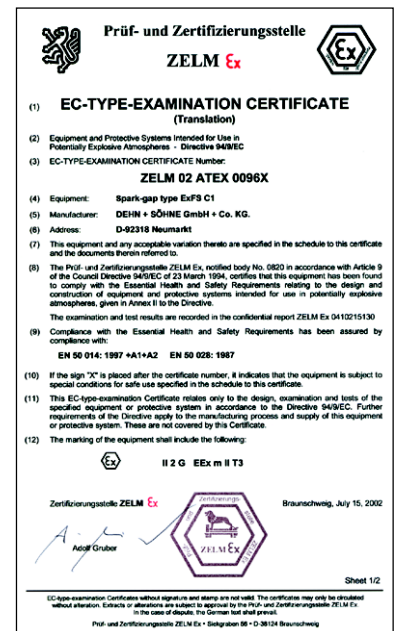 Prüf- und Zertifizierungsstelle
ZELM Ex
(1) EC-TYPE-EXAMINATION CERTIFICATE
(Translation)
(2) Equipment and Protective Systems Intended for Use in
Potentially Explosive Atmospheres - Directive 94/9/EC
(3) EC-TYPE-EXAMINATION CERTIFICATE Number:
ZELM 02 ATEX 0096X
(4) Equipment: Spark-gap type ExFS C1
(5) Manufacturer: DEHN + SÖHNE GmbH + Co. KG.
(6) Address: D-92318 Neumarkt
(7) This equipment and any acceptable variation thereto are specified in the schedule to this certificate
and the documents therein referred to.
(8) The Prüf- und Zertifizierungsstelle ZELM Ex, notified body No. 0820 in accordance with Article 9
of the Council Directive 94/9/EC of 23 March 1994, certifies that this equipment has been found
to comply with the Essential Health and Safety Requirements relating to the design and
construction of equipment and protective systems intended for use in potentially explosive
atmospheres, given in Annex II to the Directive.
The examination and test results are recorded in the confidential report ZELM Ex 0410215130
(9) Compliance with the Essential Health and Safety Requirements has been assured by
compliance with:
EN 50 014: 1997 +A1+A2 EN 50 028: 1987
(10) If the sign "X" is placed after the certificate number, it indicates that the equipment is subject to
special conditions for safe use specified in the schedule to this certificate.
(11) This EC-type-examination Certificate relates only to the design, examination and tests of the
specified equipment or protective system in accordance to the Directive 94/9/EC. Further
requirements of the Directive apply to the manufacturing process and supply of this equipment
or protective system. These are not covered by this Certificate.
(12) The marking of the equipment shall include the following:
Ex II 2 G EEx m II T3
Zertifizierungsstelle ZELM Ex
Braunschweig, July 15, 2002
Adolf Gruber
ZELM Ex
Sheet 1/2
EC-type-examination Certificates without signature and stamp are not valid. The certificates may only be circulated
without alteration. Extracts or alterations are subject to approval by the Prüf- und Zertifizierungsstelle ZELM Ex.
In the case of dispute, the German text shall prevail.
Prüf- und Zertifizierungsstelle ZELM Ex • Siekgraben 56 • D-38124 Braunschweig